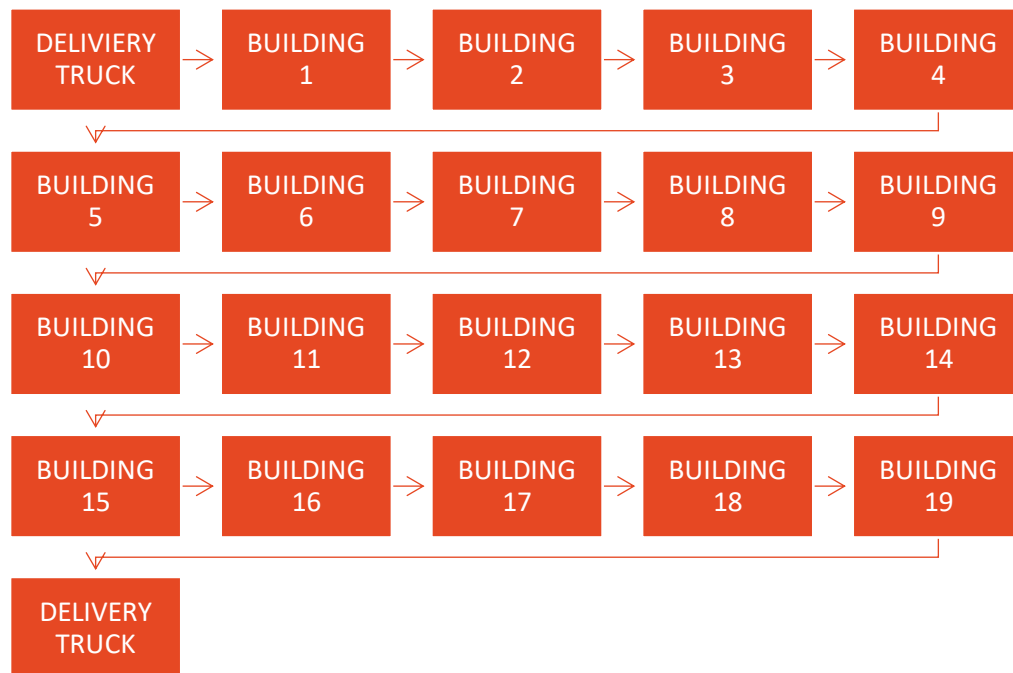 DELIVIERY
TRUCK
BUILDING
1
BUILDING
2
BUILDING
3
BUILDING
4
BUILDING
5
BUILDING
6
BUILDING
7
BUILDING
8
BUILDING
9
BUILDING
10
BUILDING
11
BUILDING
12
BUILDING
13
BUILDING
14
BUILDING
15
BUILDING
16
BUILDING
17
BUILDING
18
BUILDING
19
DELIVERY
TRUCK